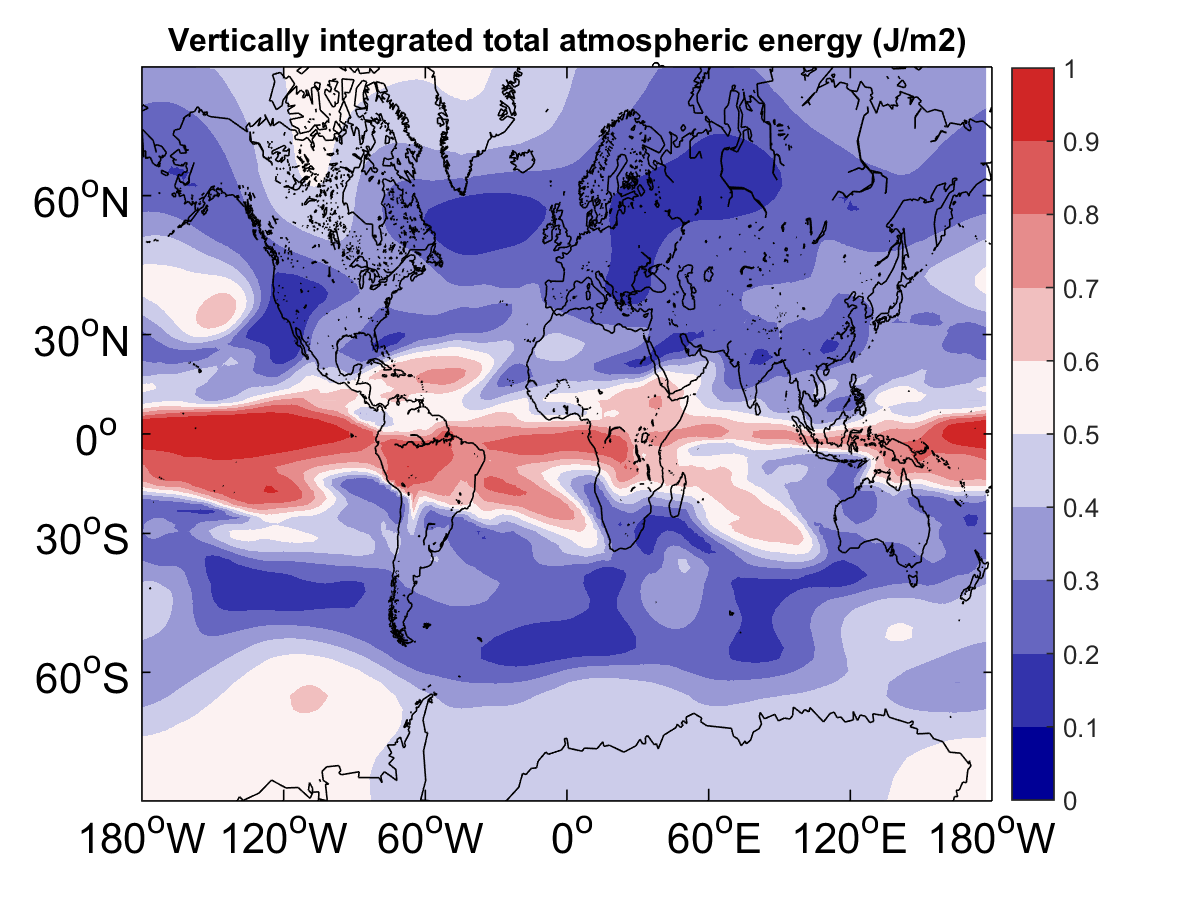 Vertically integrated total atmospheric energy (J/m2)
60°N
30°N
0°
30°S
60°S
180°W 120°W 60°W 0° 60°E 120°E 180°W
1
0.9
0.8
0.7
0.6
0.5
0.4
0.3
0.2
0.1
0